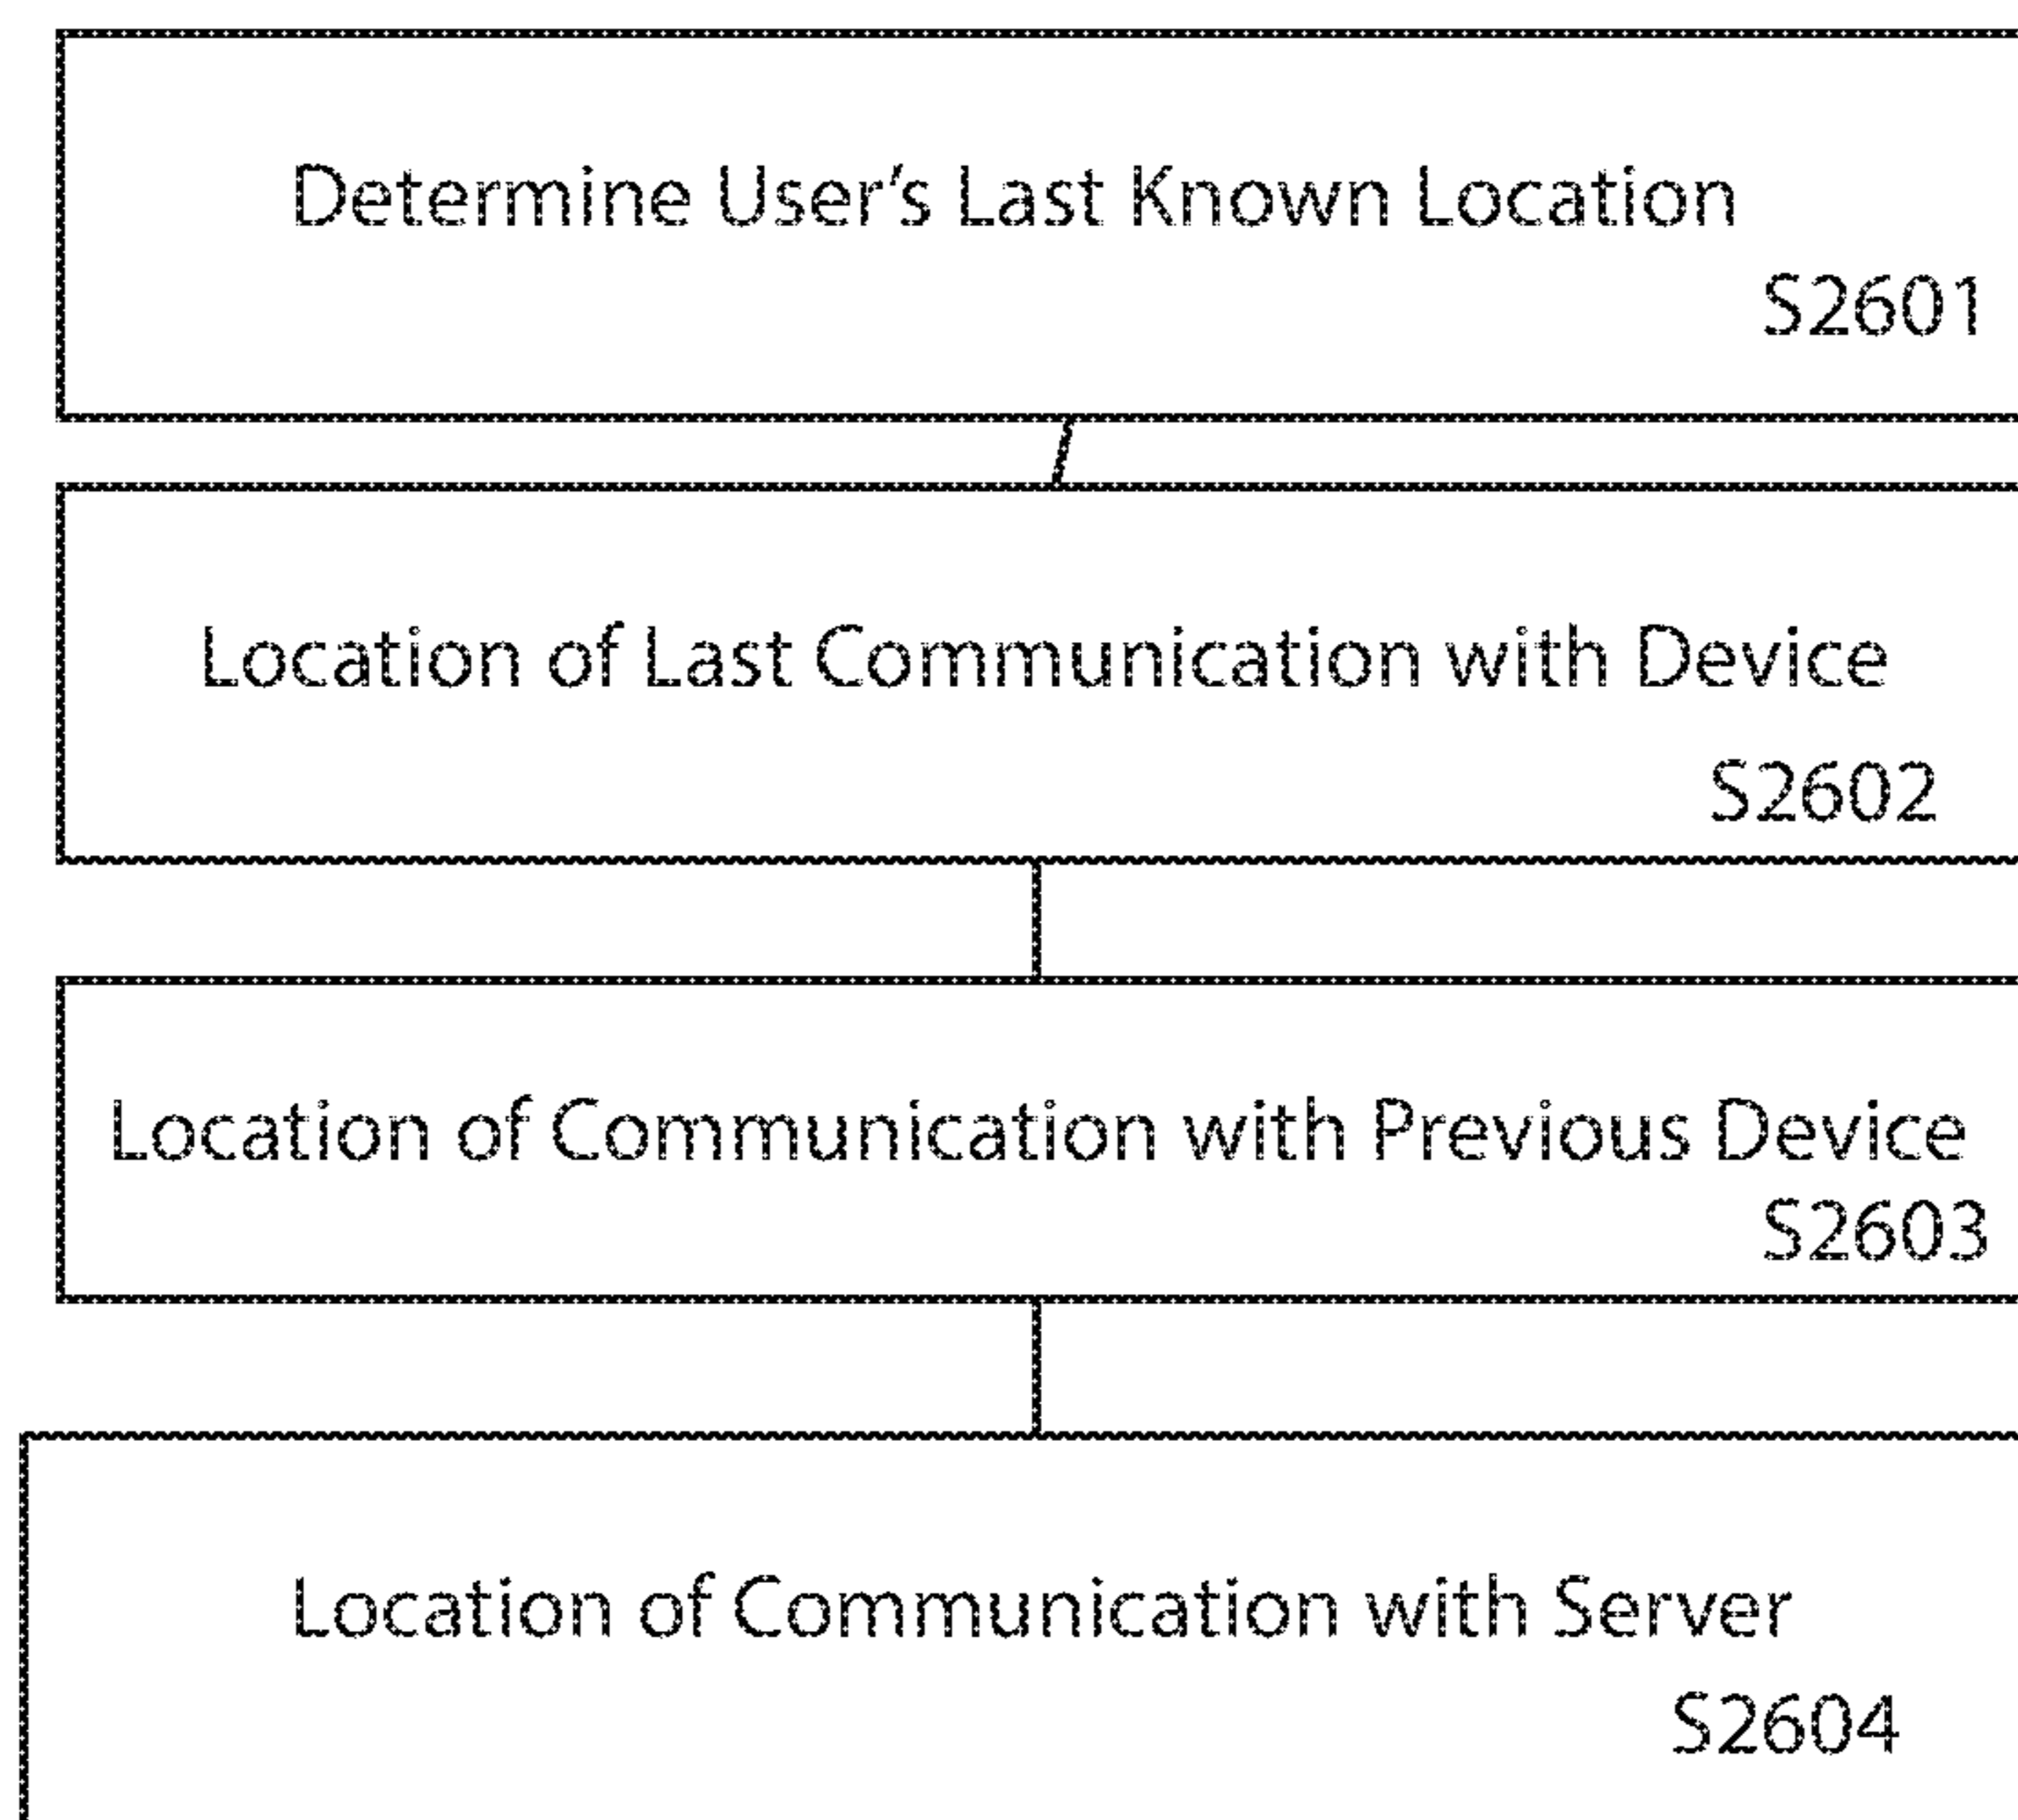 Determine User's Last Known Location
S2601
Location of Last Communication with Device
S2602
Location of Communication with Previous Device
S2603
Location of Communication with Server
S2604